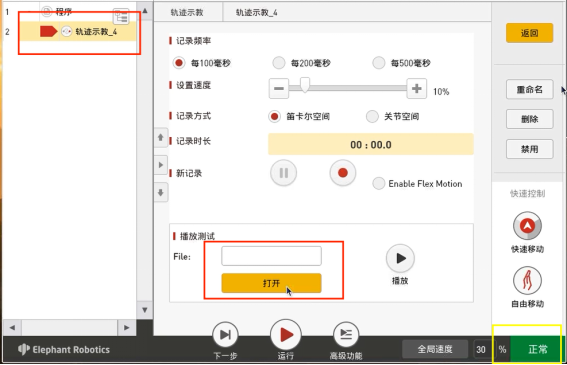 1 程序
2 轨迹示教_4
轨迹示教 轨迹示教_4
返回
记录频率
每100毫秒 每200毫秒 每500毫秒
设置速度
10%
重命名
记录方式
笛卡尔空间 关节空间
删除
记录时长
00 : 00.0
禁用
新记录
Enable Flex Motion
快速控制
播放测试
File:
打开
播放
快速移动
自由移动
Elephant Robotics
下一步 运行 高级功能
全局速度 30 % 正常